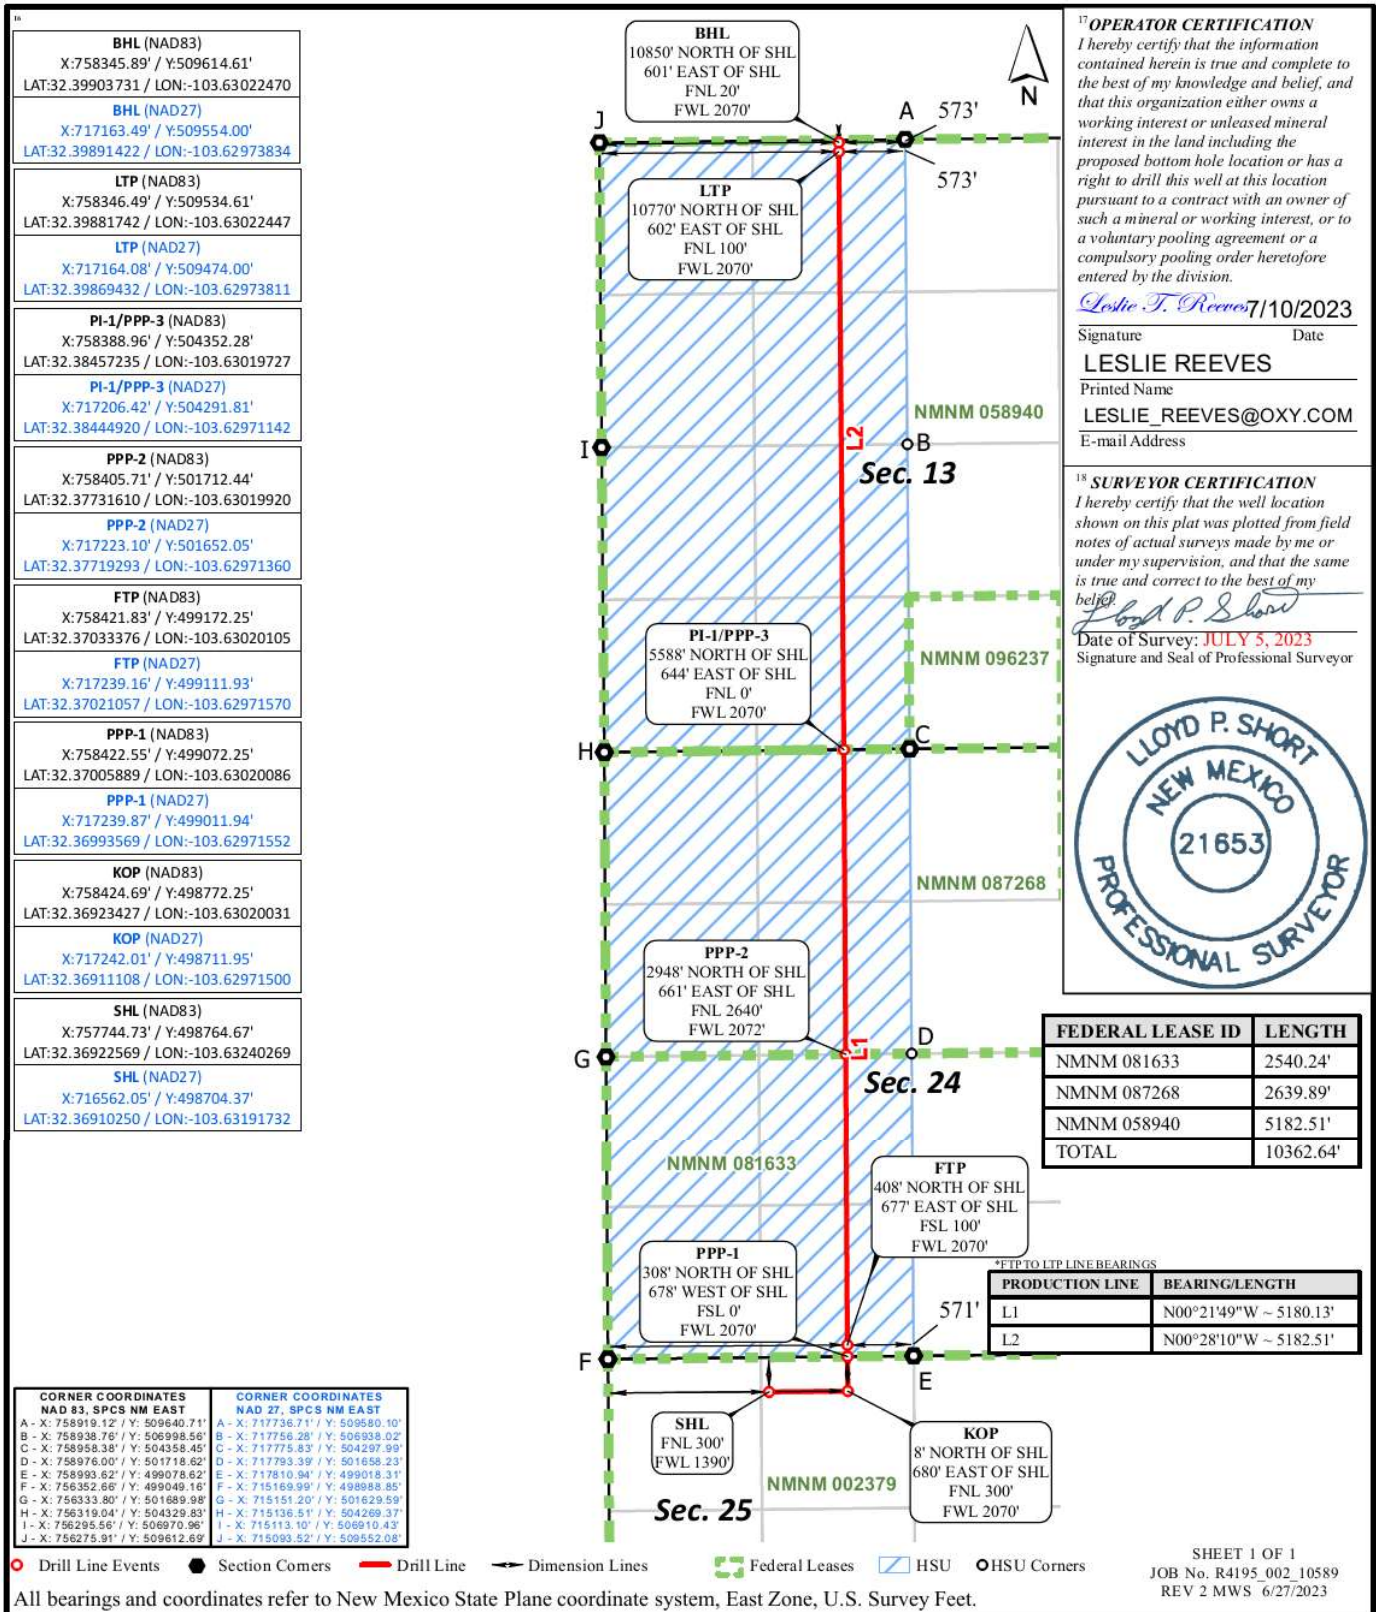 16
BHL (NAD83)
X:758345.89' / Y:509614.61'
LAT:32.39903731 / LON:-103.63022470
BHL (NAD27)
X:717163.49' / Y:509554.00'
LAT:32.39891422 / LON:-103.62973834
LTP (NAD83)
X:758346.49' / Y:509534.61'
LAT:32.39881742 / LON:-103.63022447
LTP (NAD27)
X:717164.08' / Y:509474.00'
LAT:32.39869432 / LON:-103.62973811
PI-1/PPP-3 (NAD83)
X:758388.96' / Y:504352.28'
LAT:32.38457235 / LON:-103.63019727
PI-1/PPP-3 (NAD27)
X:717206.42' / Y:504291.81'
LAT:32.38444920 / LON:-103.62971142
PPP-2 (NAD83)
X:758405.71' / Y:501712.44'
LAT:32.37731610 / LON:-103.63019920
PPP-2 (NAD27)
X:717223.10' / Y:501652.05'
LAT:32.37719293 / LON:-103.62971360
FTP (NAD83)
X:758421.83' / Y:499172.25'
LAT:32.37033376 / LON:-103.63020105
FTP (NAD27)
X:717239.16' / Y:499111.93'
LAT:32.37021057 / LON:-103.62971570
PPP-1 (NAD83)
X:758422.55' / Y:499072.25'
LAT:32.37005889 / LON:-103.63020086
PPP-1 (NAD27)
X:717239.87' / Y:499011.94'
LAT:32.36993569 / LON:-103.62971552
KOP (NAD83)
X:758424.69' / Y:498772.25'
LAT:32.36923427 / LON:-103.63020031
KOP (NAD27)
X:717242.01' / Y:498711.95'
LAT:32.36911108 / LON:-103.62971500
SHL (NAD83)
X:757744.73' / Y:498764.67'
LAT:32.36922569 / LON:-103.63240269
SHL (NAD27)
X:716562.05' / Y:498704.37'
LAT:32.36910250 / LON:-103.63191732
BHL
10850' NORTH OF SHL
601' EAST OF SHL
FNL 20'
FWL 2070'
N
J
A
573'
573'
LTP
10770' NORTH OF SHL
602' EAST OF SHL
FNL 100'
FWL 2070'
NMNM 058940
L2
I
B
Sec. 13
PI-1/PPP-3
5588' NORTH OF SHL
644' EAST OF SHL
FNL 0'
FWL 2070'
NMNM 096237
H
C
NMNM 087268
PPP-2
2948' NORTH OF SHL
661' EAST OF SHL
FNL 2640'
FWL 2072'
L1
G
D
Sec. 24
NMNM 081633
FTP
408' NORTH OF SHL
677' EAST OF SHL
FSL 100'
FWL 2070'
PPP-1
308' NORTH OF SHL
678' WEST OF SHL
FSL 0'
FWL 2070'
571'
F
E
SHL
FNL 300'
FWL 1390'
KOP
8' NORTH OF SHL
680' EAST OF SHL
FNL 300'
FWL 2070'
NMNM 002379
Sec. 25
17 OPERATOR CERTIFICATION
I hereby certify that the information
contained herein is true and complete to
the best of my knowledge and belief, and
that this organization either owns a
working interest or unleased mineral
interest in the land including the
proposed bottom hole location or has a
right to drill this well at this location
pursuant to a contract with an owner of
such a mineral or working interest, or to
a voluntary pooling agreement or a
compulsory pooling order heretofore
entered by the division.
Leslie T. Reeves 7/10/2023
Signature Date
LESLIE REEVES
Printed Name
LESLIE_REEVES@OXY.COM
E-mail Address
18 SURVEYOR CERTIFICATION
I hereby certify that the well location
shown on this plat was plotted from field
notes of actual surveys made by me or
under my supervision, and that the same
is true and correct to the best of my
belief.
Lloyd P. Short
Date of Survey: JULY 5, 2023
Signature and Seal of Professional Surveyor
LLOYD P. SHORT
NEW MEXICO
21653
PROFESSIONAL SURVEYOR
FEDERAL LEASE ID LENGTH
NMNM 081633 2540.24'
NMNM 087268 2639.89'
NMNM 058940 5182.51'
TOTAL 10362.64'
*FTP TO LTP LINE BEARINGS
PRODUCTION LINE BEARING/LENGTH
L1 N00°21'49"W ~ 5180.13'
L2 N00°28'10"W ~ 5182.51'
CORNER COORDINATES
NAD 83, SPCS NM EAST
A - X: 758919.12' / Y: 509640.71'
B - X: 758938.76' / Y: 506998.56'
C - X: 758958.38' / Y: 504358.45'
D - X: 758976.00' / Y: 501718.62'
E - X: 758993.62' / Y: 499078.62'
F - X: 756352.66' / Y: 499049.16'
G - X: 756333.80' / Y: 501689.98'
H - X: 756319.04' / Y: 504329.83'
I - X: 756295.56' / Y: 506970.96'
J - X: 756275.91' / Y: 509612.69'
CORNER COORDINATES
NAD 27, SPCS NM EAST
A - X: 717736.71' / Y: 509580.10'
B - X: 717756.28' / Y: 506938.02'
C - X: 717775.83' / Y: 504297.99'
D - X: 717793.39' / Y: 501658.23'
E - X: 717810.94' / Y: 499018.31'
F - X: 715169.99' / Y: 498988.85'
G - X: 715151.20' / Y: 501629.59'
H - X: 715136.51' / Y: 504269.37'
I - X: 715113.10' / Y: 506910.43'
J - X: 715093.52' / Y: 509552.08'
Drill Line Events Section Corners Drill Line Dimension Lines Federal Leases HSU HSU Corners
SHEET 1 OF 1
JOB No. R4195_002_10589
REV 2 MWS 6/27/2023
All bearings and coordinates refer to New Mexico State Plane coordinate system, East Zone, U.S. Survey Feet.